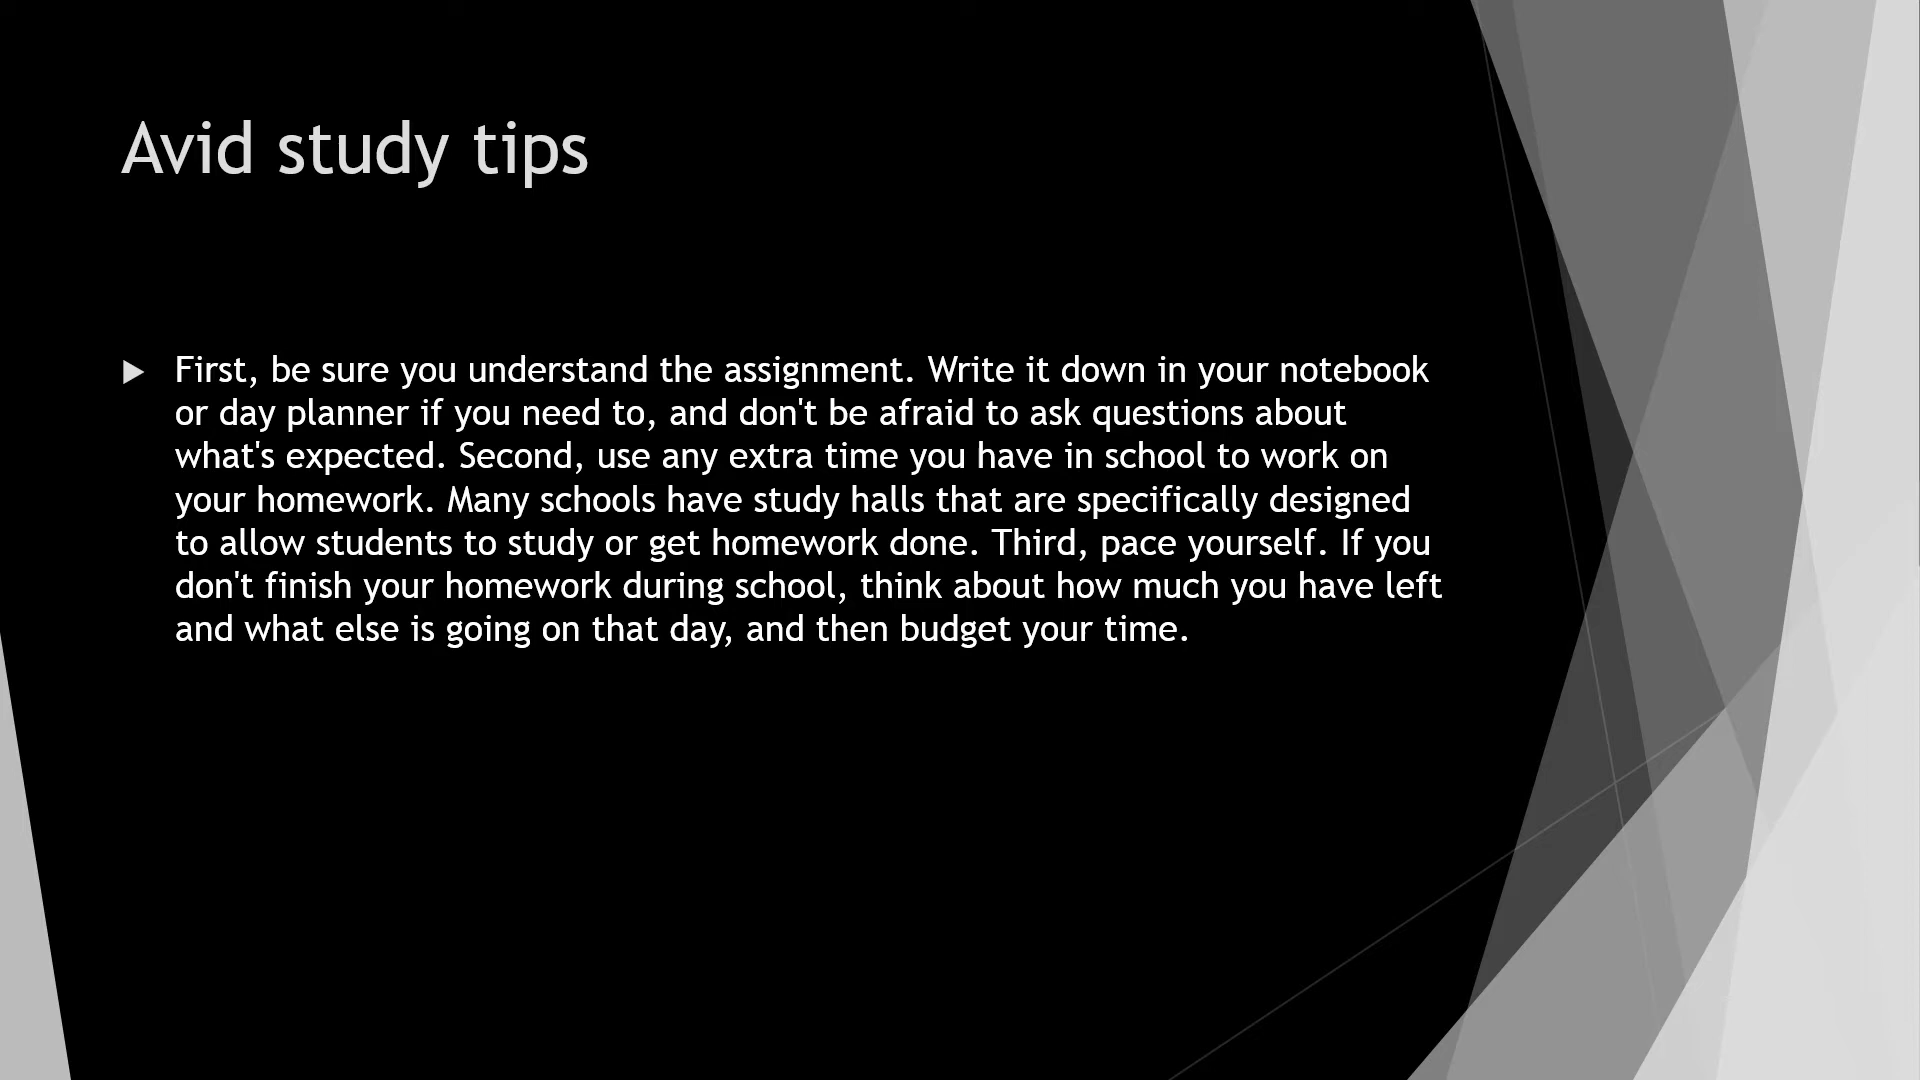 Avid study tips
First, be sure you understand the assignment. Write it down in your notebook
or day planner if you need to, and don't be afraid to ask questions about
what's expected. Second, use any extra time you have in school to work on
your homework. Many schools have study halls that are specifically designed
to allow students to study or get homework done. Third, pace yourself. If you
don't finish your homework during school, think about how much you have left
and what else is going on that day, and then budget your time.